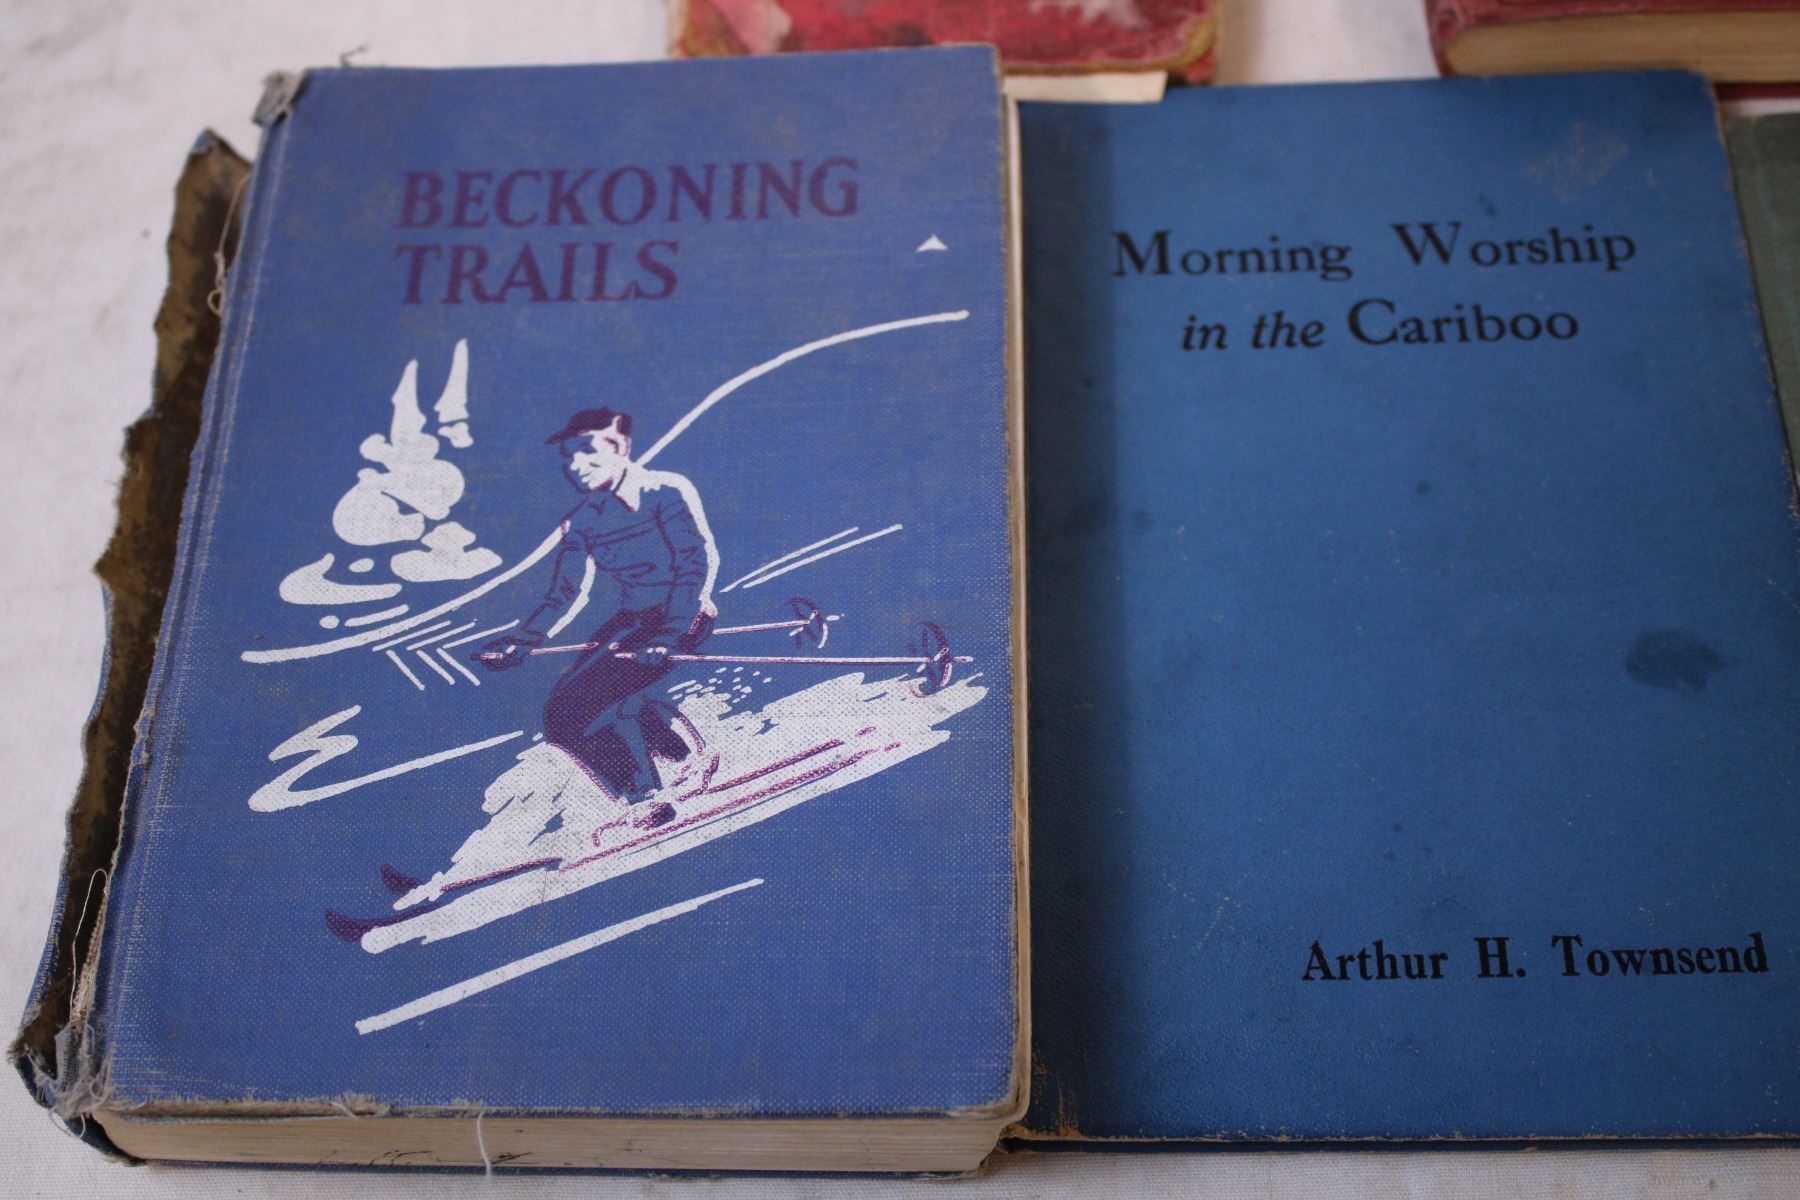 BECKONING
TRAILS
Morning Worship
in the Cariboo
Arthur H. Townsend